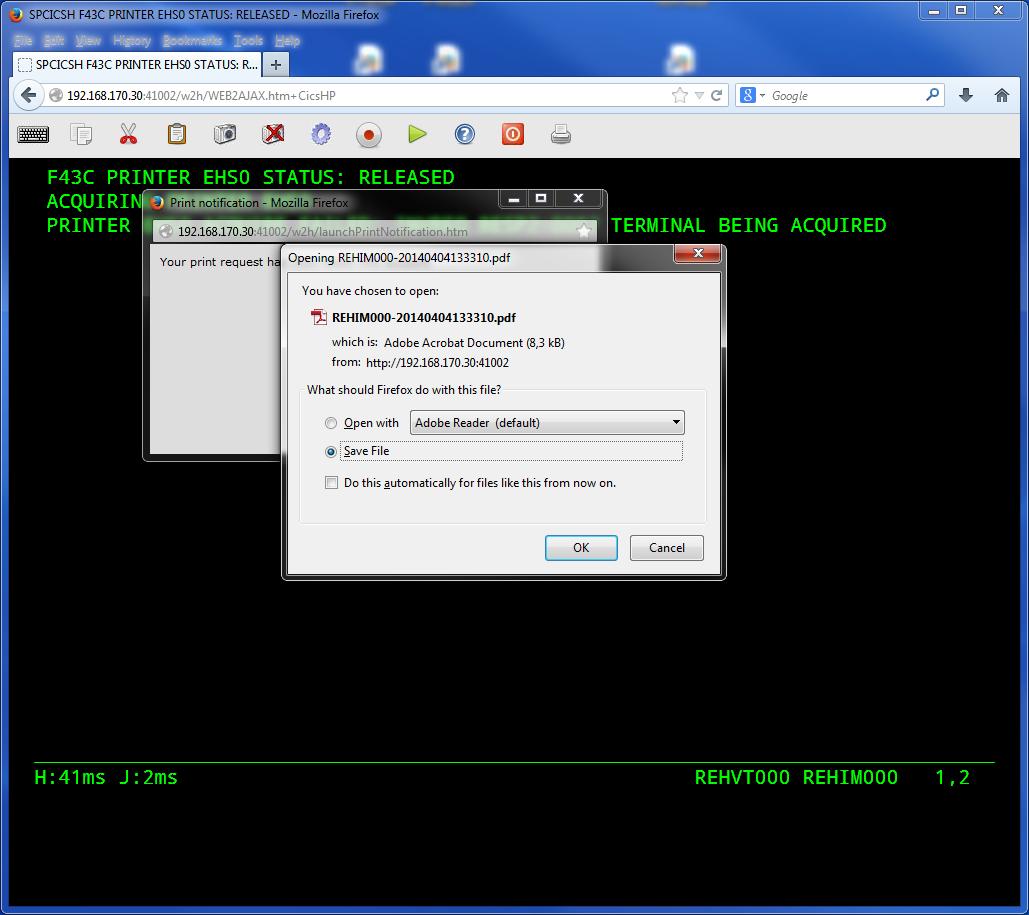 SPCICSH F43C PRINTER EHS0 STATUS: RELEASED - Mozilla Firefox
File Edit View History Bookmarks Tools Help
SPCICSH F43C PRINTER EHS0 STATUS: R... +
192.168.170.30:41002/w2h/WEB2AJAX.htm+CicsHP
8 Google
F43C PRINTER EHS0 STATUS: RELEASED
ACQUIRIN
PRINTER TERMINAL BEING ACQUIRED
Print notification - Mozilla Firefox
192.168.170.30:41002/w2h/launchPrintNotification.htm
Your print request ha
Opening REHIM000-20140404133310.pdf
You have chosen to open:
REHIM000-20140404133310.pdf
which is: Adobe Acrobat Document (8,3 kB)
from: http://192.168.170.30:41002
What should Firefox do with this file?
Open with Adobe Reader (default)
Save File
Do this automatically for files like this from now on.
OK Cancel
H:41ms J:2ms REHVT000 REHIM000 1,2